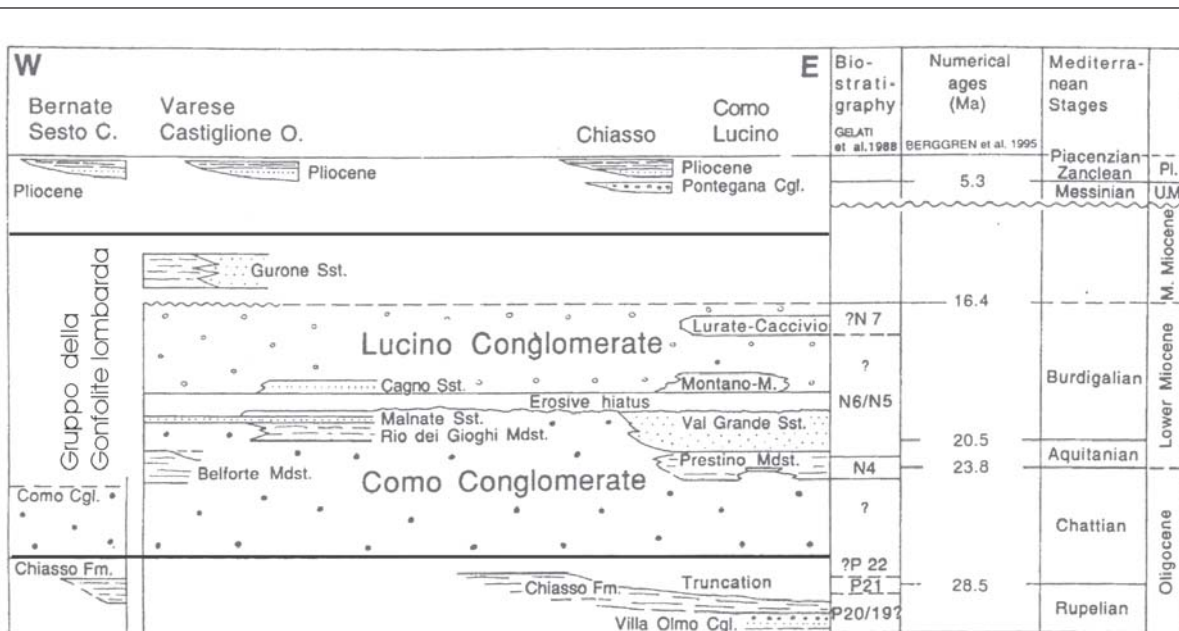 W
E
Bernate
Sesto C.
Varese
Castiglione O.
Chiasso
Como
Lucino
Bio-
strati-
graphy
GELATI
et al.1988
Numerical
ages
(Ma)
BERGGREN et al. 1995
Mediterra-
nean
Stages
Pliocene
Pliocene
Pliocene
Pontegana Cgl.
5.3
Piacenzian
Zanclean
Messinian
Pl.
U.M
Gruppo della
Gonfolite lombarda
Gurone Sst.
16.4
M. Miocene
Lucino Conglomerate
Lurate-Caccivio
?N 7
Cagno Sst.
Montano-M.
?
Burdigalian
Lower Miocene
Erosive hiatus
N6/N5
Malnate Sst.
Rio dei Gioghi Mdst.
Val Grande Sst.
20.5
Aquitanian
Belforte Mdst.
Prestino Mdst.
N4
23.8
Como Cgl.
Como Conglomerate
?
Chattian
Oligocene
Chiasso Fm.
Chiasso Fm.
Truncation
?P 22
P21
28.5
P20/19?
Rupelian
Villa Olmo Cgl.